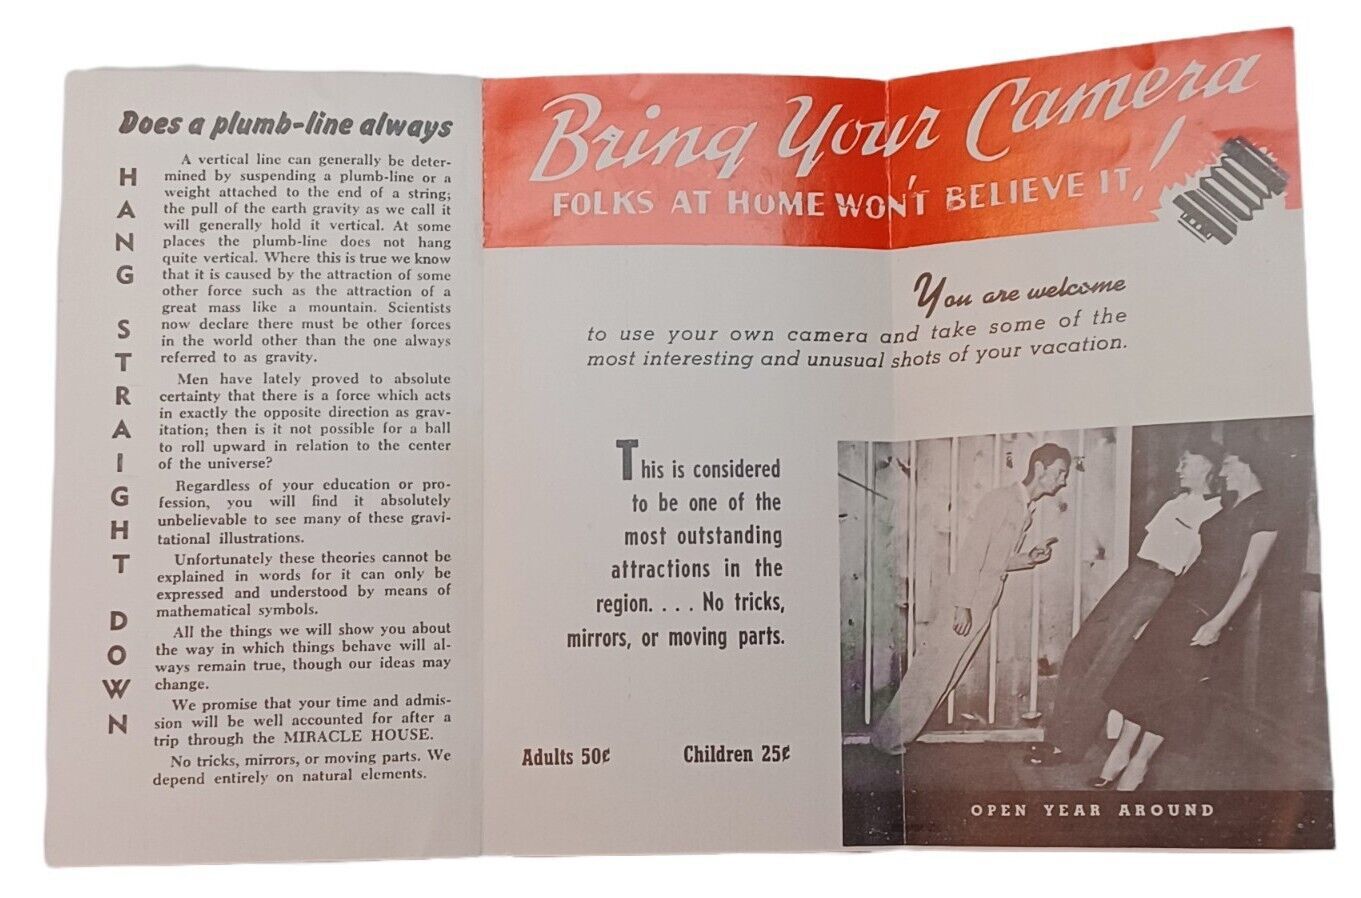 Does a plumb-line always
HANG STRAIGHT DOWN
A vertical line can generally be deter-
mined by suspending a plumb-line or a
weight attached to the end of a string;
the pull of the earth gravity as we call it
will generally hold it vertical. At some
places the plumb-line does not hang
quite vertical. Where this is true we know
that it is caused by the attraction of some
other force such as the attraction of a
great mass like a mountain. Scientists
now declare there must be other forces
in the world other than the one always
referred to as gravity.
Men have lately proved to absolute
certainty that there is a force which acts
in exactly the opposite direction as grav-
itation; then is it not possible for a ball
to roll upward in relation to the center
of the universe?
Regardless of your education or pro-
fession, you will find it absolutely
unbelievable to see many of these gravi-
tational illustrations.
Unfortunately these theories cannot be
explained in words for it can only be
expressed and understood by means of
mathematical symbols.
All the things we will show you about
the way in which things behave will al-
ways remain true, though our ideas may
change.
We promise that your time and admis-
sion will be well accounted for after a
trip through the MIRACLE HOUSE.
No tricks, mirrors, or moving parts. We
depend entirely on natural elements.
Bring Your Camera
FOLKS AT HOME WON'T BELIEVE IT,!
You are welcome
to use your own camera and take some of the
most interesting and unusual shots of your vacation.
This is considered
to be one of the
most outstanding
attractions in the
region. . . . No tricks,
mirrors, or moving parts.
Adults 50¢ Children 25¢
OPEN YEAR AROUND